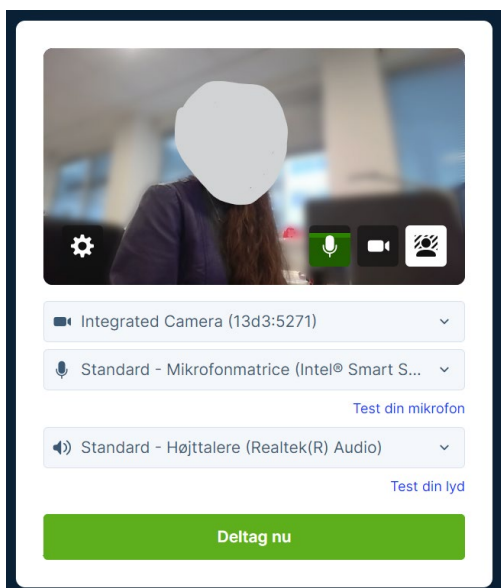 Integrated Camera (13d3:5271)
Standard - Mikrofonmatrice (Intel® Smart S...
Test din mikrofon
Standard - Højttalere (Realtek(R) Audio)
Test din lyd
Deltag nu